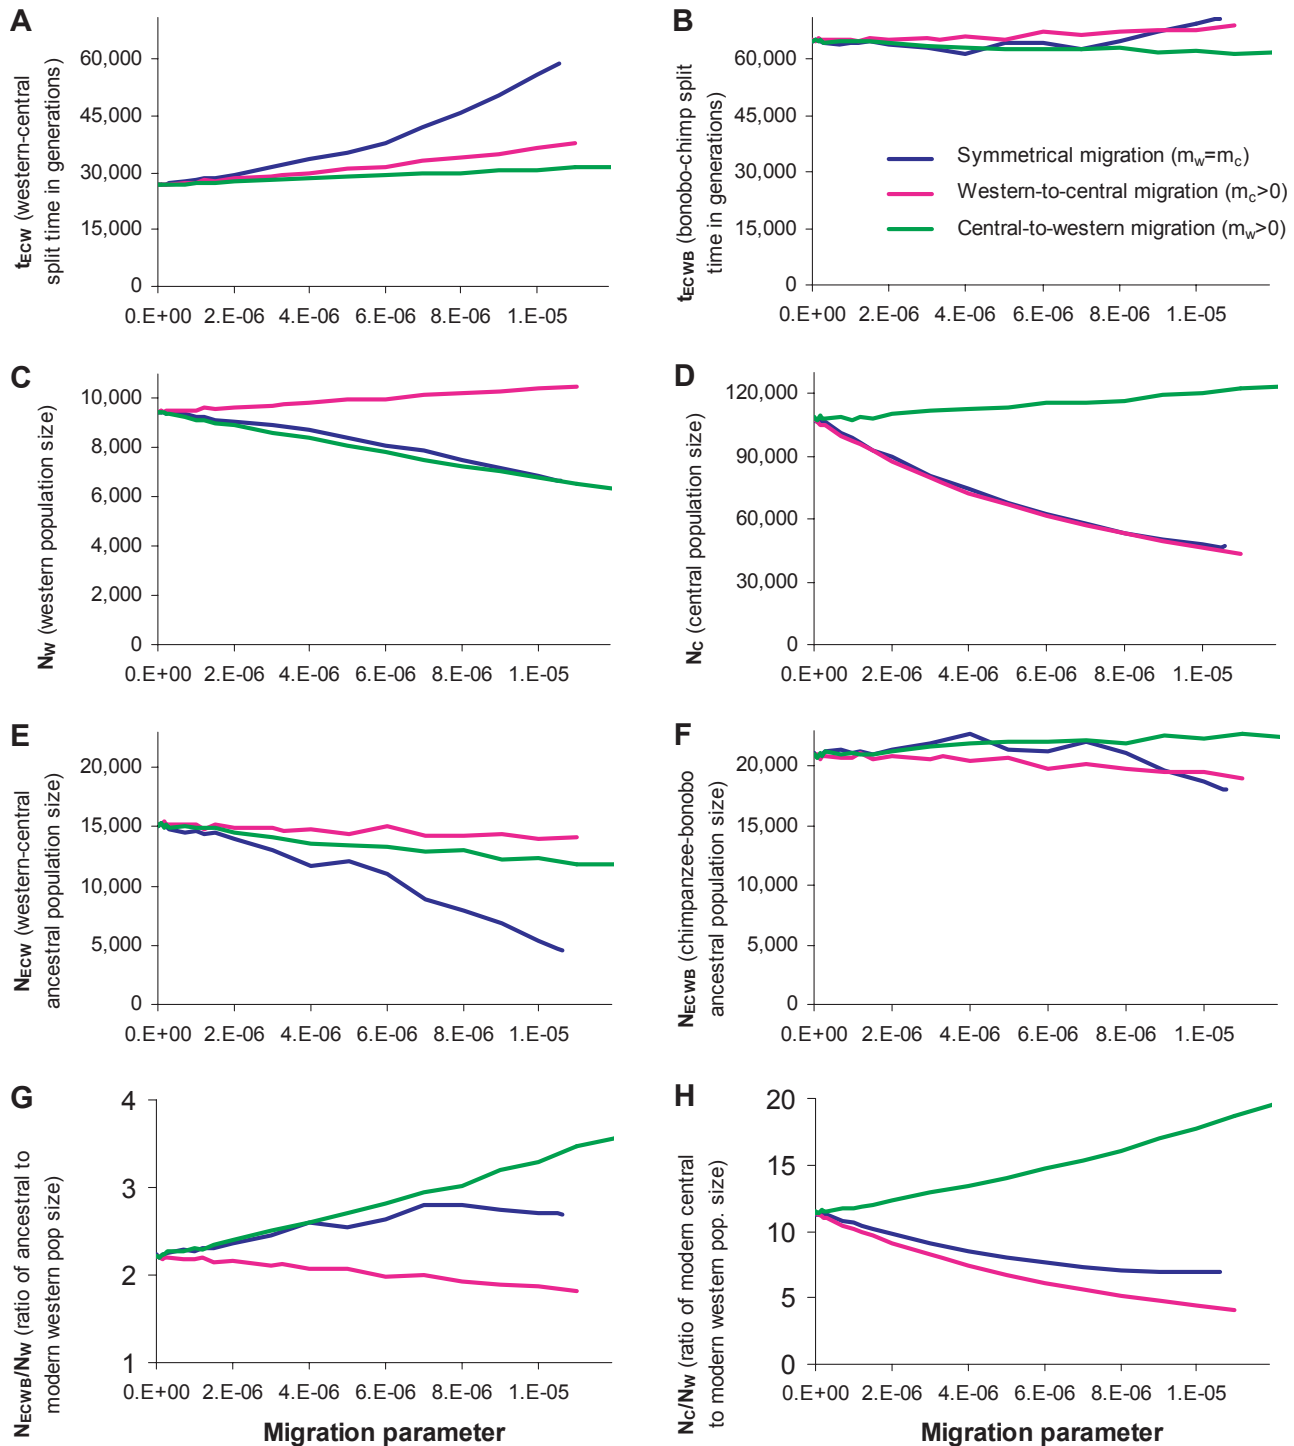 A
t_ECW (western-central
split time in generations)
60,000
45,000
30,000
15,000
0
0.E+00 2.E-06 4.E-06 6.E-06 8.E-06 1.E-05
B
t_ECWB (bonobo-chimp split
time in generations)
60,000
45,000
30,000
15,000
0
0.E+00 2.E-06 4.E-06 6.E-06 8.E-06 1.E-05
Symmetrical migration (m_w=m_c)
Western-to-central migration (m_c>0)
Central-to-western migration (m_w>0)
C
N_W (western population size)
10,000
8,000
6,000
4,000
2,000
0
0.E+00 2.E-06 4.E-06 6.E-06 8.E-06 1.E-05
D
N_C (central population size)
120,000
90,000
60,000
30,000
0
0.E+00 2.E-06 4.E-06 6.E-06 8.E-06 1.E-05
E
N_ECW (western-central
ancestral population size)
20,000
15,000
10,000
5,000
0
0.E+00 2.E-06 4.E-06 6.E-06 8.E-06 1.E-05
F
N_ECWB (chimpanzee-bonobo
ancestral population size)
20,000
15,000
10,000
5,000
0
0.E+00 2.E-06 4.E-06 6.E-06 8.E-06 1.E-05
G
N_ECWB/N_W (ratio of ancestral to
modern western pop size)
4
3
2
1
0.E+00 2.E-06 4.E-06 6.E-06 8.E-06 1.E-05
Migration parameter
H
N_C/N_W (ratio of modern central
to modern western pop. size)
20
15
10
5
0
0.E+00 2.E-06 4.E-06 6.E-06 8.E-06 1.E-05
Migration parameter